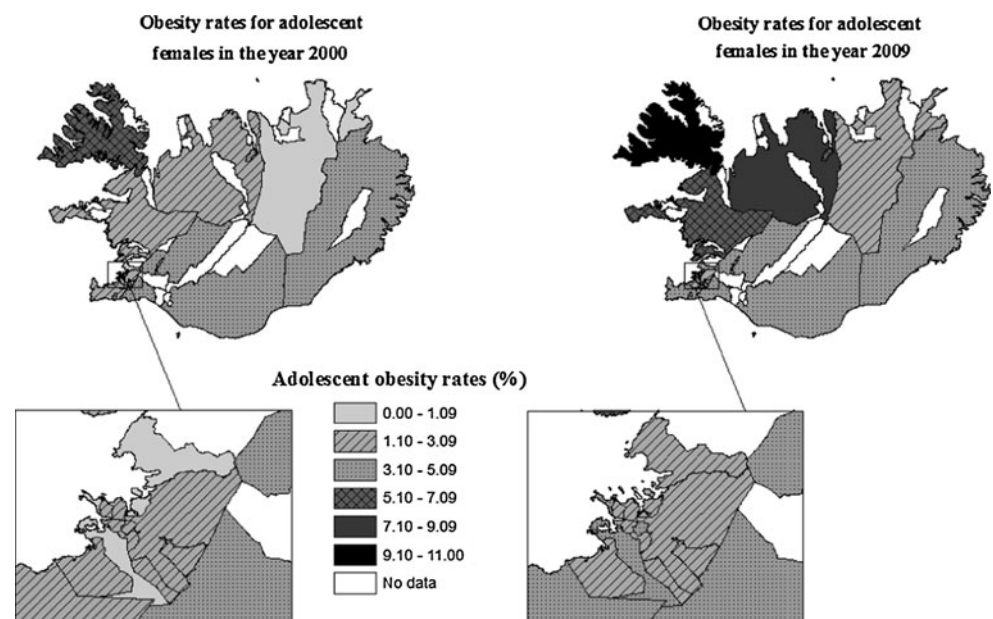 Obesity rates for adolescent
females in the year 2000
Obesity rates for adolescent
females in the year 2009
Adolescent obesity rates (%)
0.00 - 1.09
1.10 - 3.09
3.10 - 5.09
5.10 - 7.09
7.10 - 9.09
9.10 - 11.00
No data